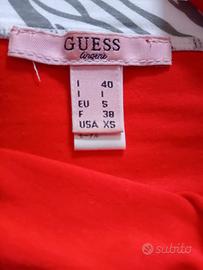 GUESS
lingerie
I 40
I I
EU S
F 38
USA XS
subito